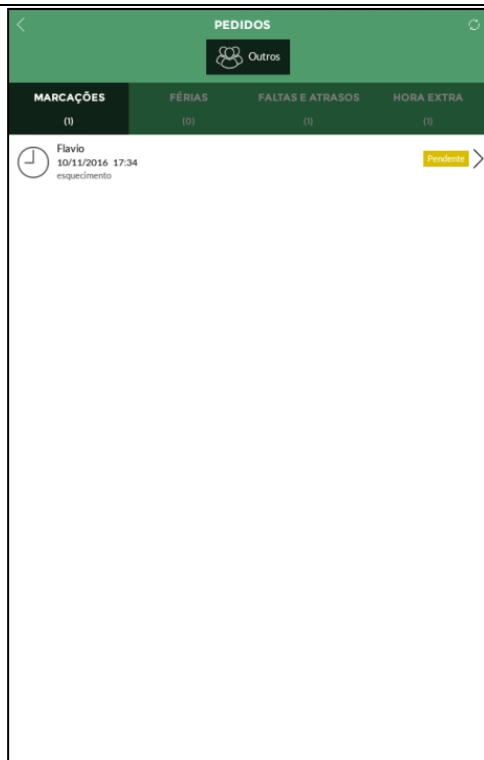 PEDIDOS
Outros
MARCAÇÕES FÉRIAS FALTAS E ATRASOS HORA EXTRA
(1) (0) (1) (1)
Flavio
10/11/2016 17:34
esquecimento
Pendente